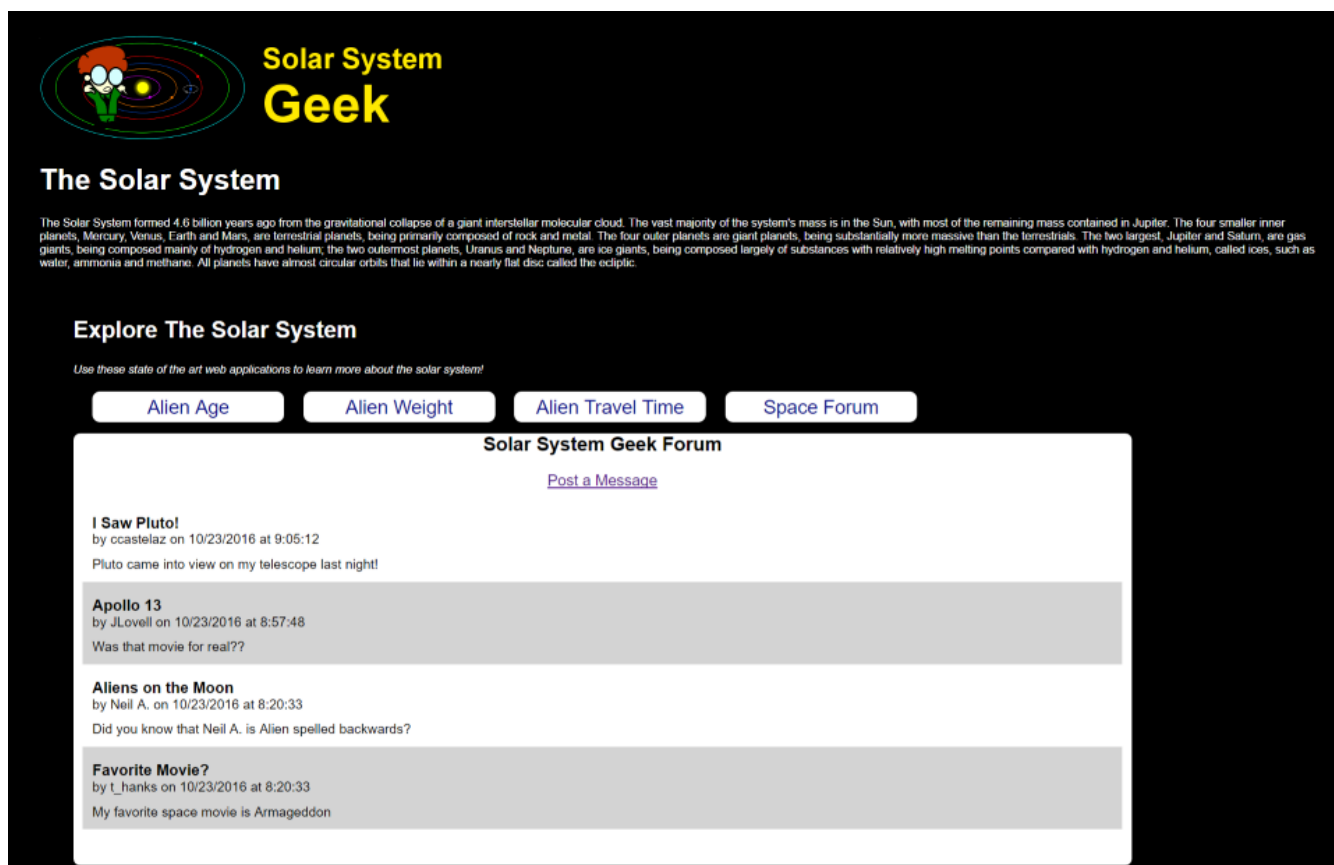 Solar System
Geek
The Solar System
The Solar System formed 4.6 billion years ago from the gravitational collapse of a giant interstellar molecular cloud. The vast majority of the system's mass is in the Sun, with most of the remaining mass contained in Jupiter. The four smaller inner
planets, Mercury, Venus, Earth and Mars, are terrestrial planets, being primarily composed of rock and metal. The four outer planets are giant planets, being substantially more massive than the terrestrials. The two largest, Jupiter and Saturn, are gas
giants, being composed mainly of hydrogen and helium; the two outermost planets, Uranus and Neptune, are ice giants, being composed largely of substances with relatively high melting points compared with hydrogen and helium, called ices, such as
water, ammonia and methane. All planets have almost circular orbits that lie within a nearly flat disc called the ecliptic.
Explore The Solar System
Use these state of the art web applications to learn more about the solar system!
Alien Age Alien Weight Alien Travel Time Space Forum
Solar System Geek Forum
Post a Message
I Saw Pluto!
by ccastelaz on 10/23/2016 at 9:05:12
Pluto came into view on my telescope last night!
Apollo 13
by JLovell on 10/23/2016 at 8:57:48
Was that movie for real??
Aliens on the Moon
by Neil A. on 10/23/2016 at 8:20:33
Did you know that Neil A. is Alien spelled backwards?
Favorite Movie?
by t_hanks on 10/23/2016 at 8:20:33
My favorite space movie is Armageddon